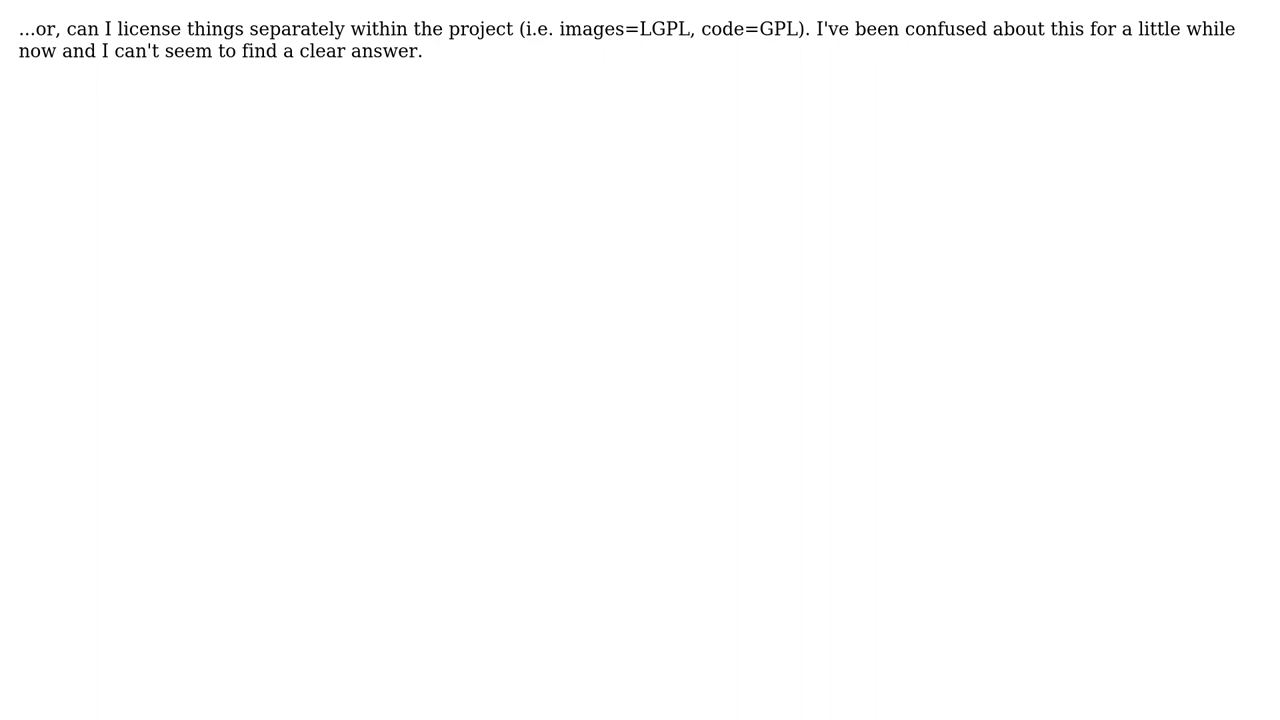 ...or, can I license things separately within the project (i.e. images=LGPL, code=GPL). I've been confused about this for a little while
now and I can't seem to find a clear answer.